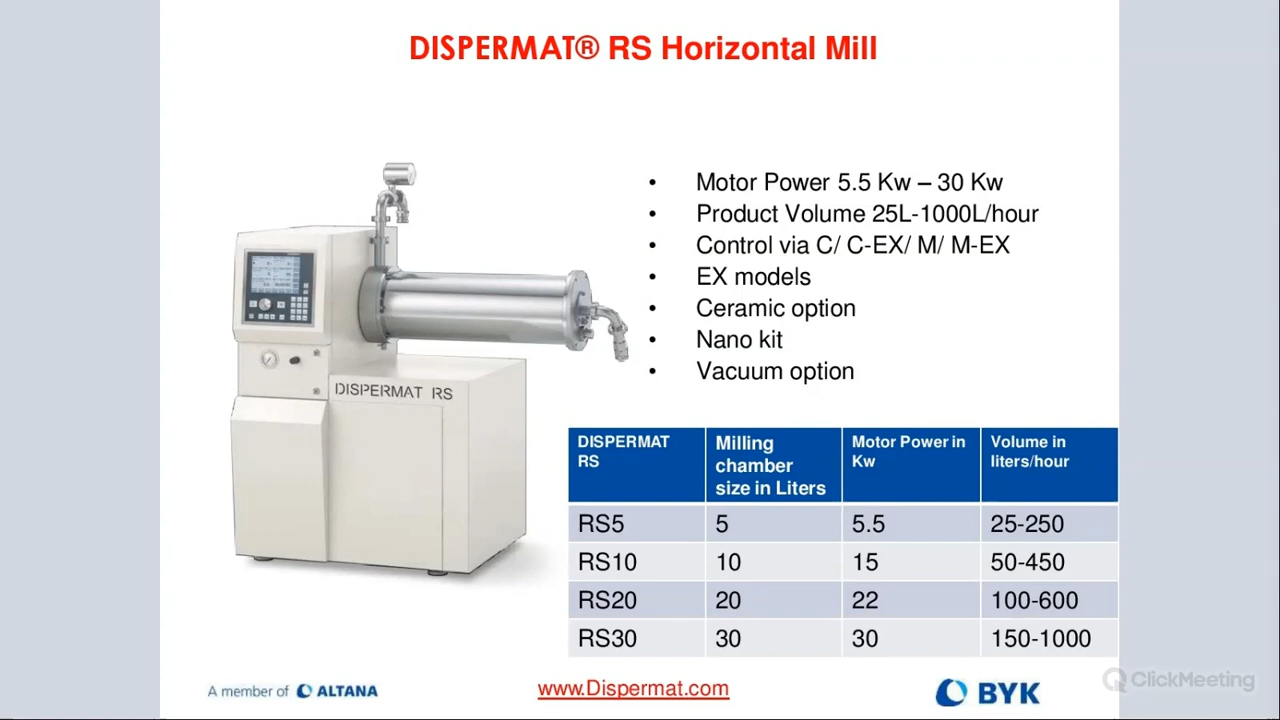 DISPERMAT® RS Horizontal Mill
• Motor Power 5.5 Kw – 30 Kw
• Product Volume 25L-1000L/hour
• Control via C/ C-EX/ M/ M-EX
• EX models
• Ceramic option
• Nano kit
• Vacuum option
DISPERMAT RS
DISPERMAT RS | Milling chamber size in Liters | Motor Power in Kw | Volume in liters/hour
RS5 5 5.5 25-250
RS10 10 15 50-450
RS20 20 22 100-600
RS30 30 30 150-1000
A member of ALTANA
www.Dispermat.com
BYK
ClickMeeting